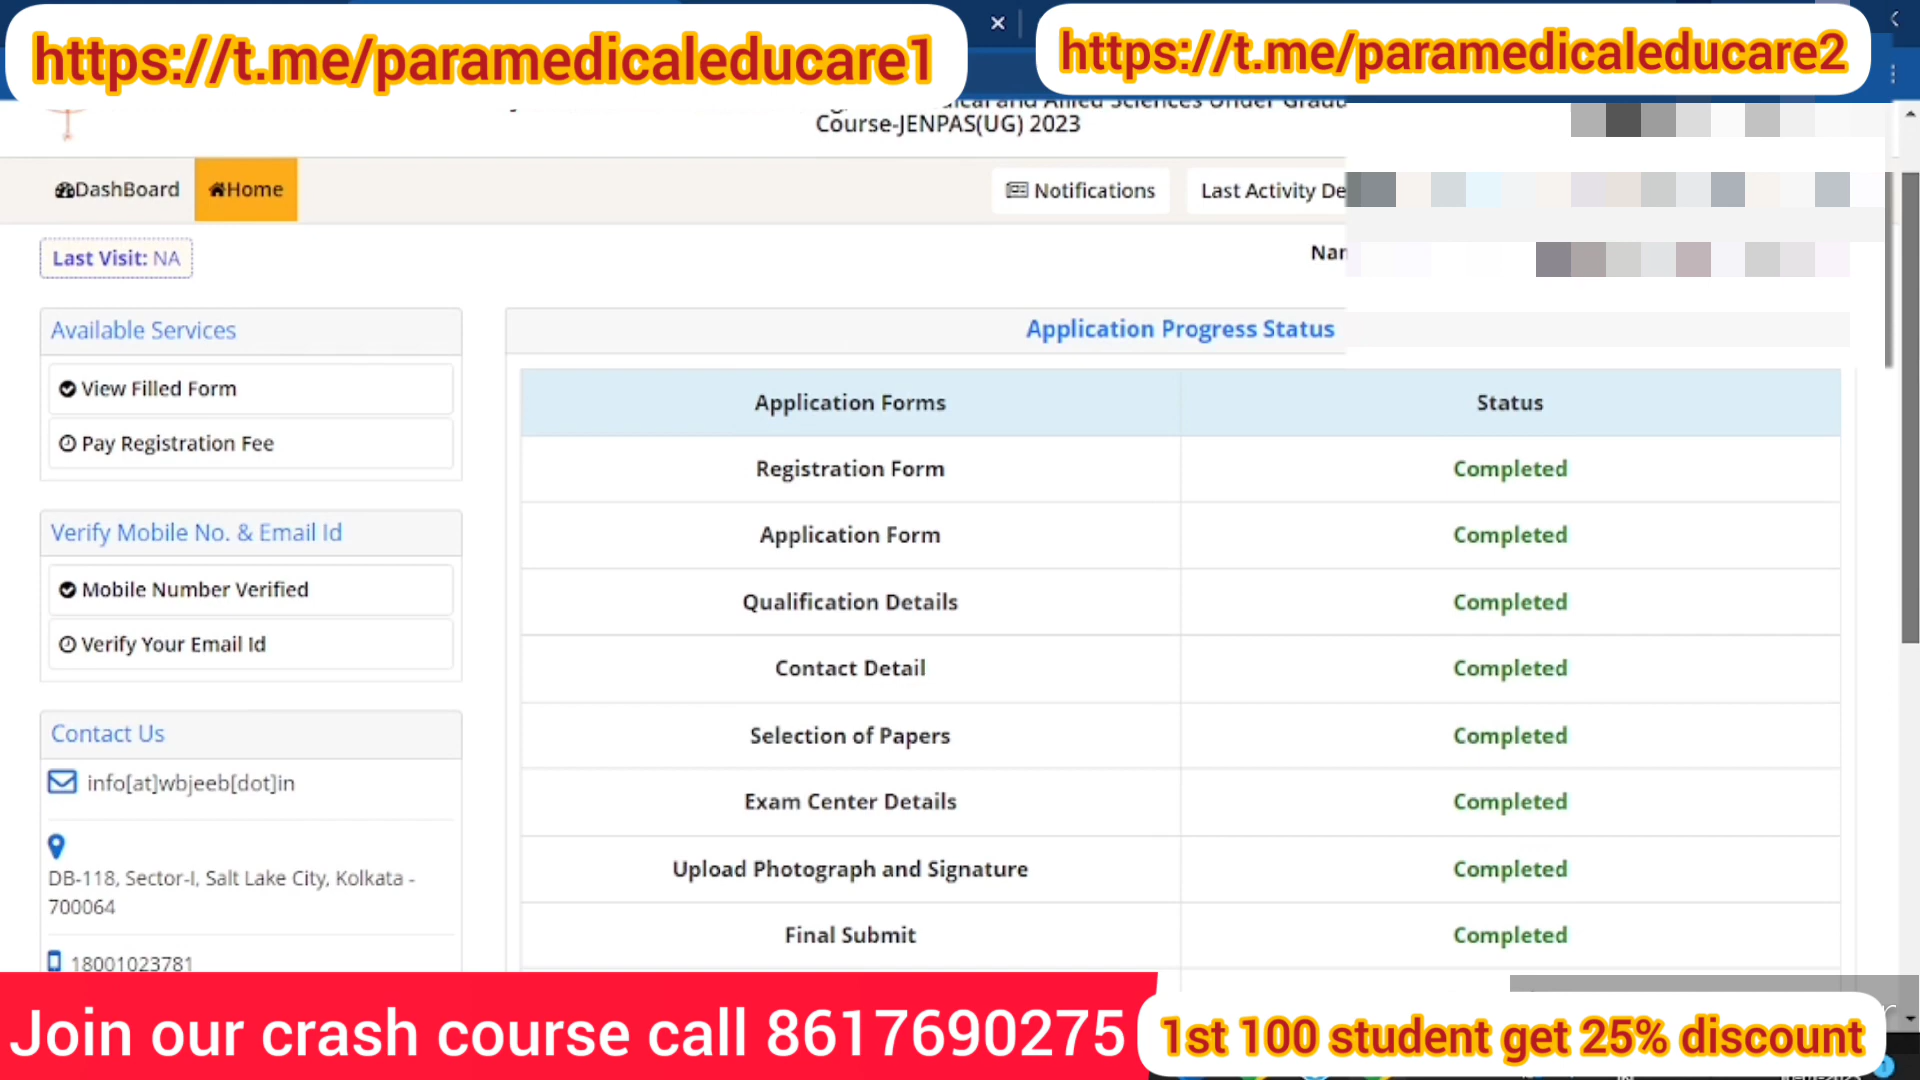 https://t.me/paramedicaleducare1
https://t.me/paramedicaleducare2
and Allied Sciences Under
Course-JENPAS(UG) 2023
DashBoard
Home
Notifications
Last Activity De
Last Visit: NA
Available Services
View Filled Form
Pay Registration Fee
Verify Mobile No. & Email Id
Mobile Number Verified
Verify Your Email Id
Contact Us
info[at]wbjeeb[dot]in
DB-118, Sector-I, Salt Lake City, Kolkata -
700064
18001023781
Application Progress Status
Application Forms Status
Registration Form Completed
Application Form Completed
Qualification Details Completed
Contact Detail Completed
Selection of Papers Completed
Exam Center Details Completed
Upload Photograph and Signature Completed
Final Submit Completed
Join our crash course call 8617690275
1st 100 student get 25% discount